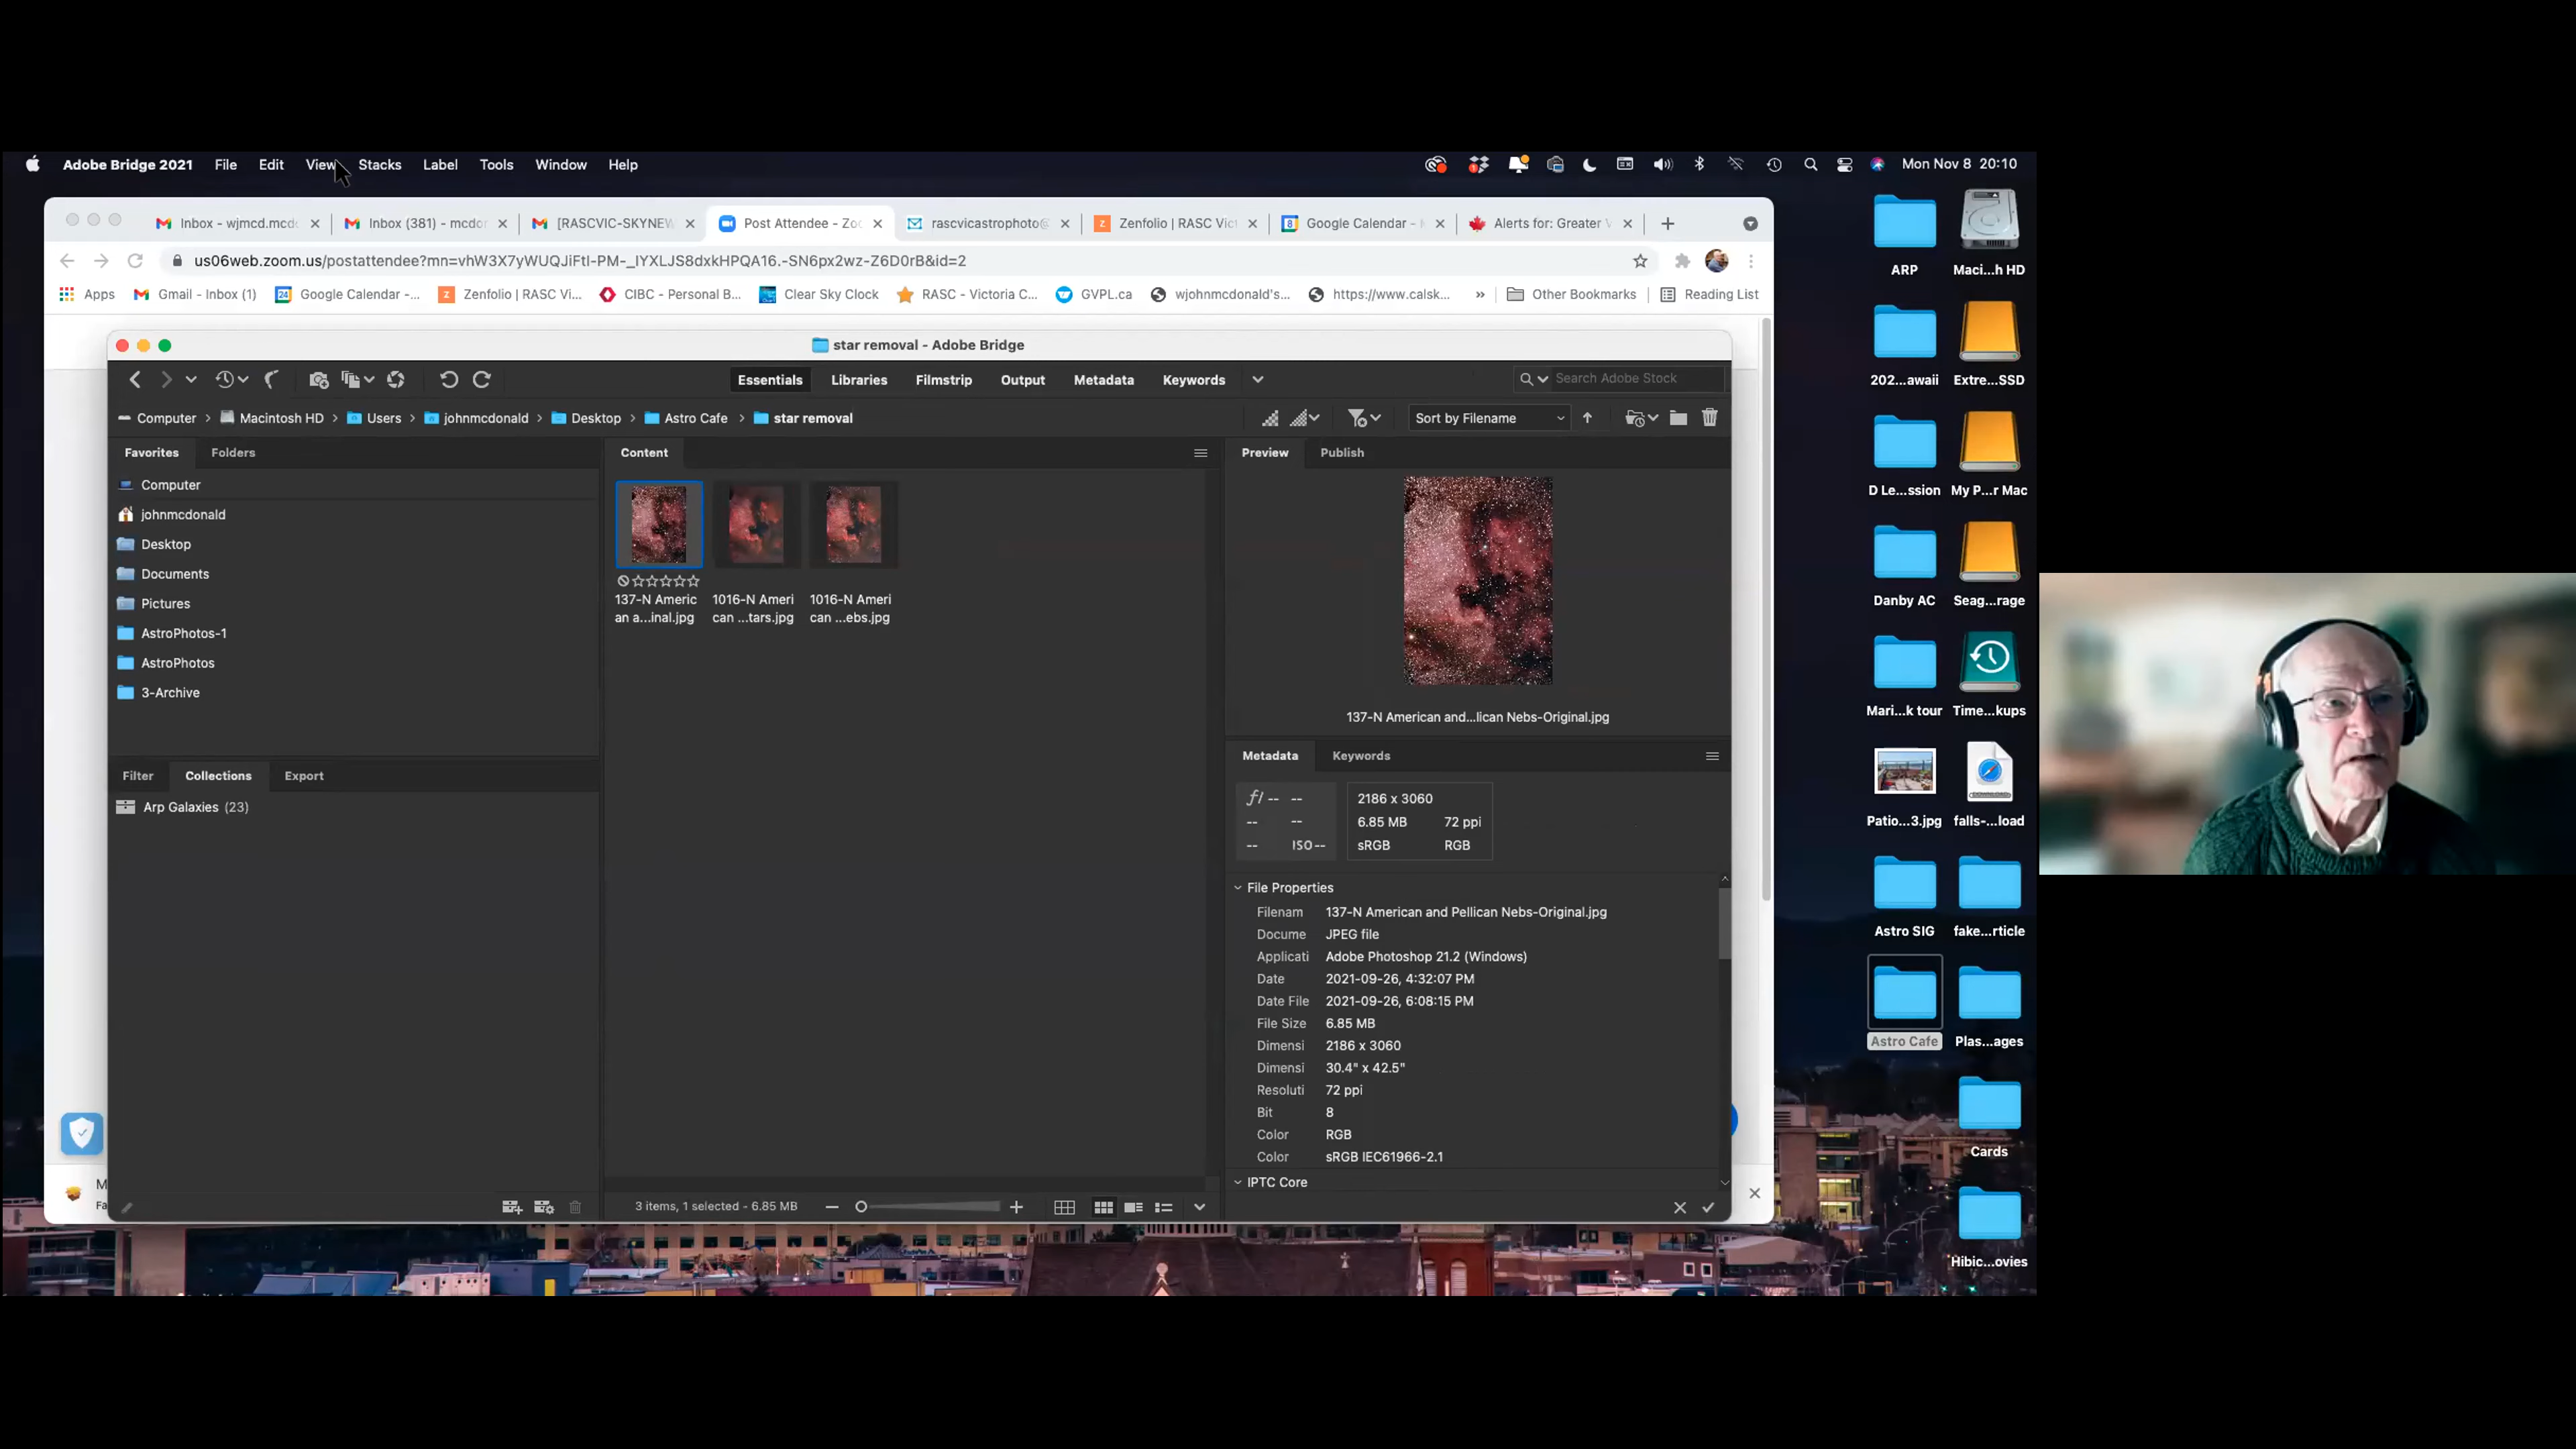 Adobe Bridge 2021 File Edit View Stacks Label Tools Window Help
Mon Nov 8 20:10
Inbox - wjmcd.mcd
Inbox (381) - mcdor
[RASCVIC-SKYNEW
Post Attendee - Zoo
rascvicastrophoto@
Zenfolio | RASC Vict
Google Calendar -
Alerts for: Greater V
us06web.zoom.us/postattendee?mn=vhW3X7yWUQJiFtI-PM-_IYXLJS8dxkHPQA16.-SN6px2wz-Z6D0rB&id=2
Apps
Gmail - Inbox (1)
Google Calendar -...
Zenfolio | RASC Vi...
CIBC - Personal B...
Clear Sky Clock
RASC - Victoria C...
GVPL.ca
wjohnmcdonald's...
https://www.calsk...
»
Other Bookmarks
Reading List
star removal - Adobe Bridge
Essentials Libraries Filmstrip Output Metadata Keywords
Search Adobe Stock
Computer > Macintosh HD > Users > johnmcdonald > Desktop > Astro Cafe > star removal
Sort by Filename
Favorites Folders
Computer
johnmcdonald
Desktop
Documents
Pictures
AstroPhotos-1
AstroPhotos
3-Archive
Filter Collections Export
Arp Galaxies (23)
Content
137-N Americ
an a...inal.jpg
1016-N Ameri
can ...tars.jpg
1016-N Ameri
can ...ebs.jpg
3 items, 1 selected - 6.85 MB
Preview Publish
137-N American and...lican Nebs-Original.jpg
Metadata Keywords
f/ -- --
-- --
-- ISO --
2186 x 3060
6.85 MB 72 ppi
sRGB RGB
File Properties
Filenam 137-N American and Pellican Nebs-Original.jpg
Docume JPEG file
Applicati Adobe Photoshop 21.2 (Windows)
Date 2021-09-26, 4:32:07 PM
Date File 2021-09-26, 6:08:15 PM
File Size 6.85 MB
Dimensi 2186 x 3060
Dimensi 30.4" x 42.5"
Resoluti 72 ppi
Bit 8
Color RGB
Color sRGB IEC61966-2.1
IPTC Core
M
Fa
ARP
Maci...h HD
202...awaii
Extre...SSD
D Le...ssion
My P...r Mac
Danby AC
Seag...rage
Mari...k tour
Time...kups
Patio...3.jpg
falls-...load
Astro SIG
fake...rticle
Astro Cafe
Plas...ages
Cards
Hibic...ovies